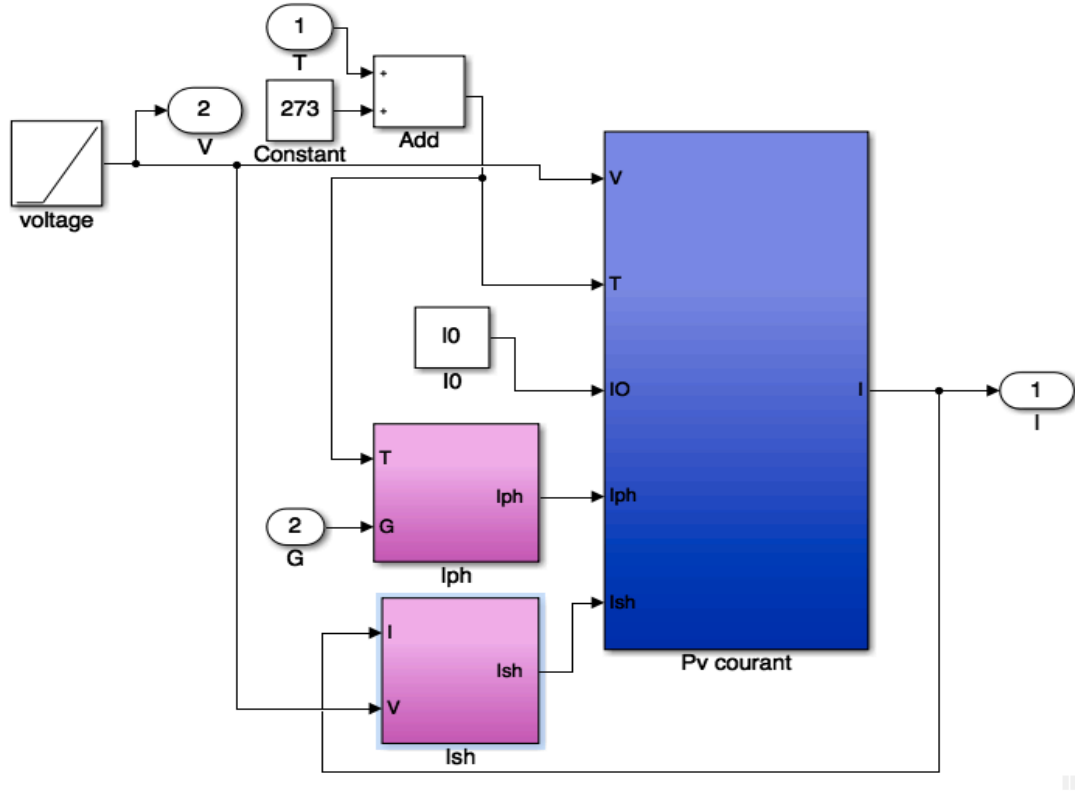 1
T
2
V
273
Constant
+
+
Add
voltage
V
T
I0
I0
IO
Iph
Ish
I
Pv courant
1
I
T
G
Iph
Iph
2
G
I
V
Ish
Ish